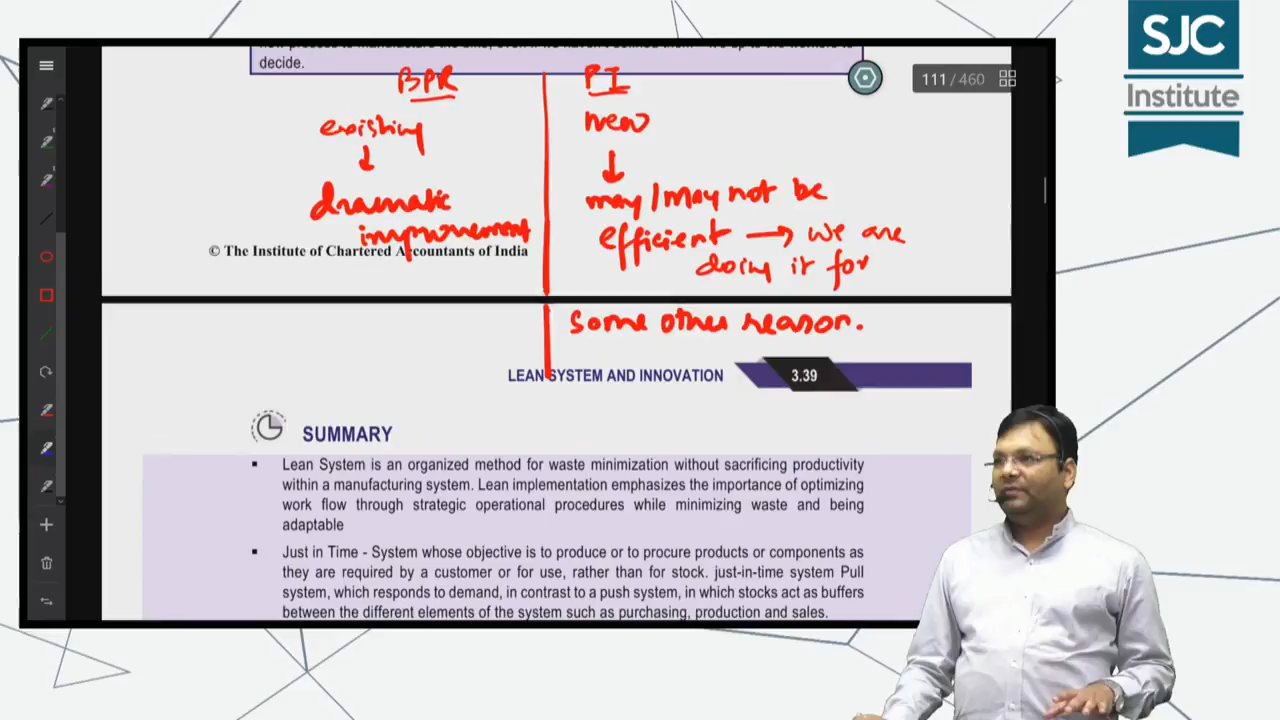 SJC
Institute
decide.
111 / 460
BPR
PI
existing
new
dramatic
improvement
may / may not be
efficient → we are
doing it for
some other reason.
© The Institute of Chartered Accountants of India
LEAN SYSTEM AND INNOVATION
3.39
SUMMARY
▪ Lean System is an organized method for waste minimization without sacrificing productivity
within a manufacturing system. Lean implementation emphasizes the importance of optimizing
work flow through strategic operational procedures while minimizing waste and being
adaptable
▪ Just in Time - System whose objective is to produce or to procure products or components as
they are required by a customer or for use, rather than for stock. just-in-time system Pull
system, which responds to demand, in contrast to a push system, in which stocks act as buffers
between the different elements of the system such as purchasing, production and sales.